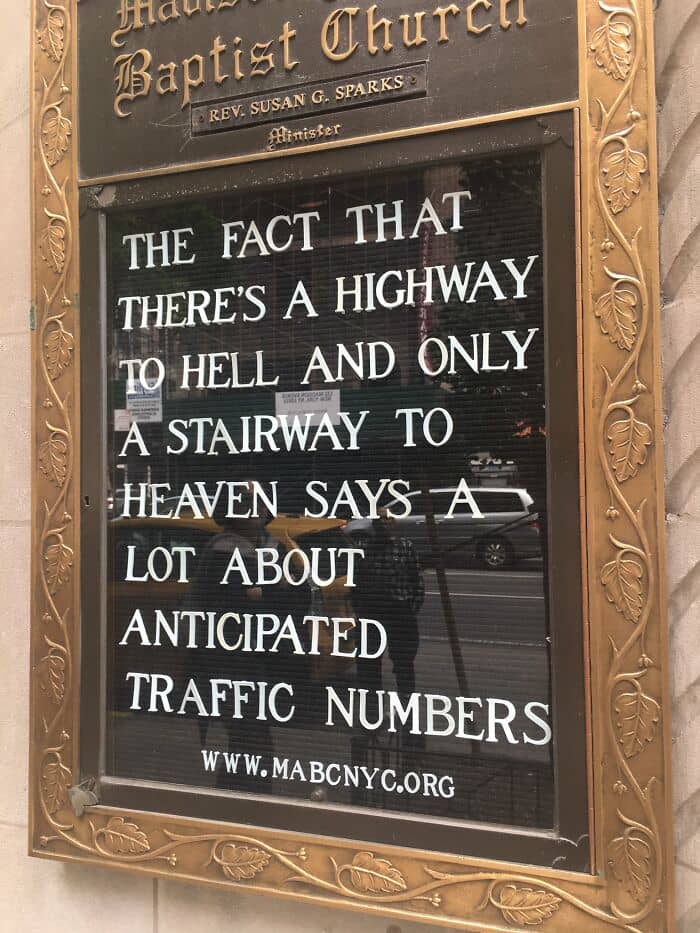 Baptist Church
REV. SUSAN G. SPARKS
Minister
THE FACT THAT
THERE'S A HIGHWAY
TO HELL AND ONLY
A STAIRWAY TO
HEAVEN SAYS A
LOT ABOUT
ANTICIPATED
TRAFFIC NUMBERS
WWW.MABCNYC.ORG